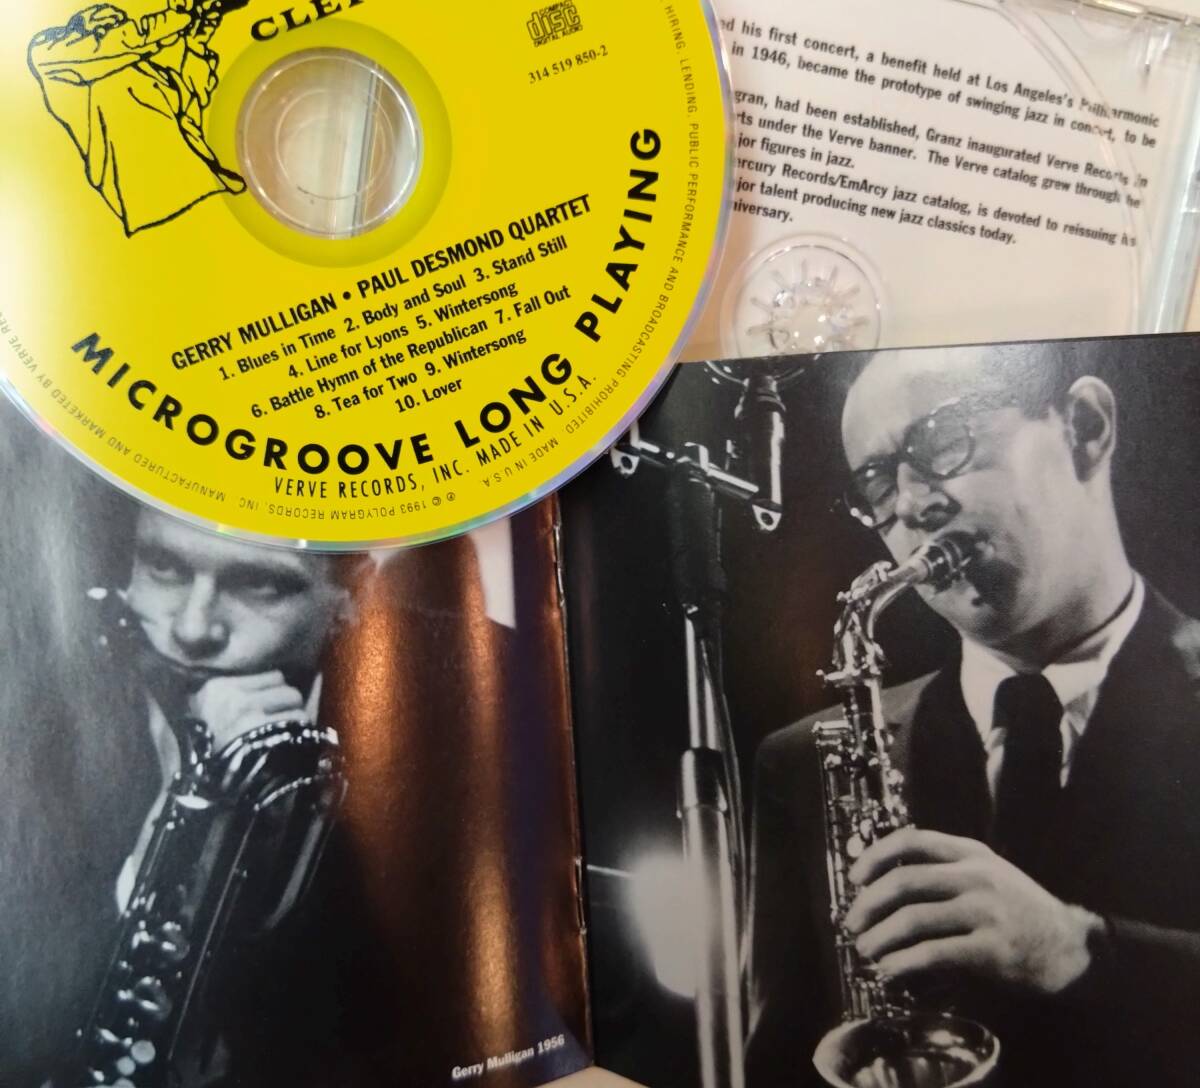 CLEF
COMPACT
disc
DIGITAL AUDIO
314 519 850-2
GERRY MULLIGAN • PAUL DESMOND QUARTET
1. Blues in Time 2. Body and Soul 3. Stand Still
4. Line for Lyons 5. Wintersong
6. Battle Hymn of the Republican 7. Fall Out
8. Tea for Two 9. Wintersong
10. Lover
MICROGROOVE LONG PLAYING
VERVE RECORDS, INC. MADE IN U.S.A.
HIRING. LENDING. PUBLIC PERFORMANCE AND BROADCASTING PROHIBITED. MADE IN U.S.A.
℗ © 1993 POLYGRAM RECORDS, INC. MANUFACTURED AND MARKETED BY VERVE
his first concert, a benefit held at Los Angeles's Philharmonic
in 1946, became the prototype of swinging jazz in concert, to be
had been established, Granz inaugurated Verve Records in
under the Verve banner. The Verve catalog grew through the
figures in jazz.
Records/EmArcy jazz catalog, is devoted to reissuing its
talent producing new jazz classics today.
Gerry Mulligan 1956